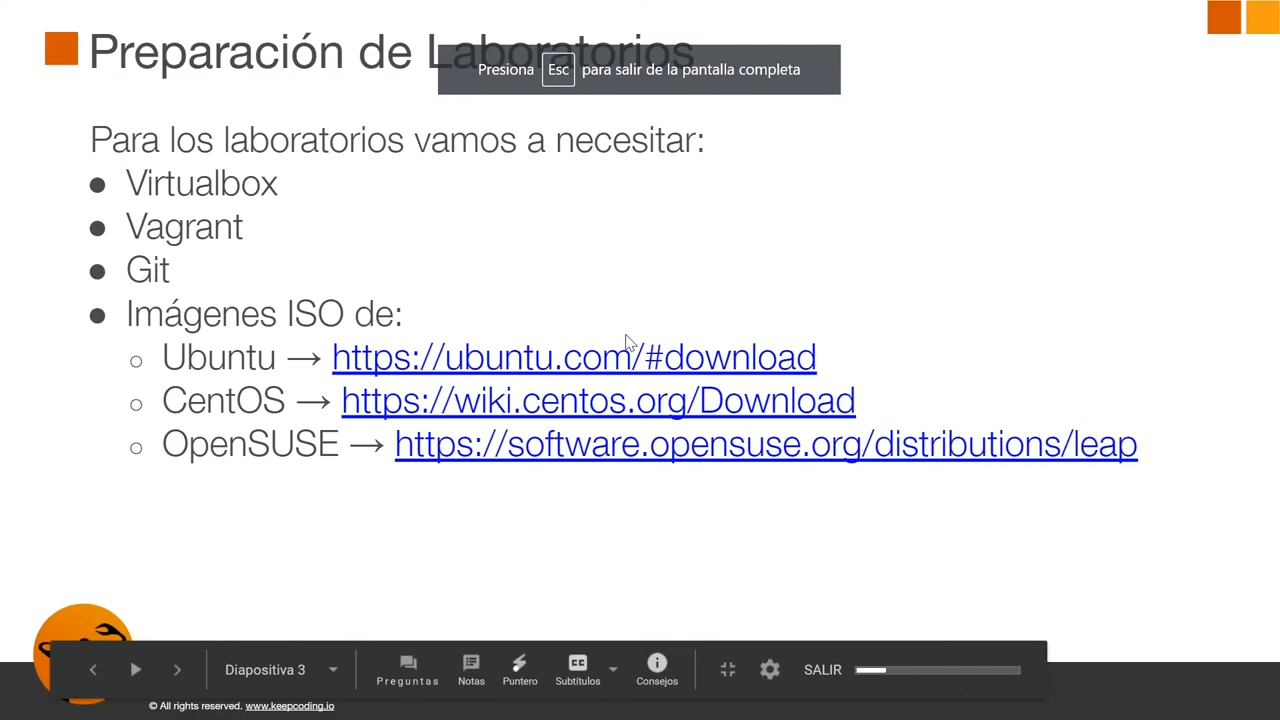 Preparación de Laboratorios
Presiona Esc para salir de la pantalla completa
Para los laboratorios vamos a necesitar:
● Virtualbox
● Vagrant
● Git
● Imágenes ISO de:
○ Ubuntu → https://ubuntu.com/#download
○ CentOS → https://wiki.centos.org/Download
○ OpenSUSE → https://software.opensuse.org/distributions/leap
Diapositiva 3
Preguntas
Notas
Puntero
CC
Subtítulos
Consejos
SALIR
© All rights reserved. www.keepcoding.io